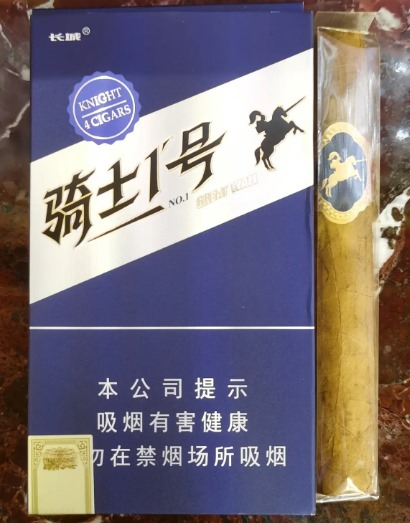 长城®
KNIGHT
4 CIGARS
骑士1号
NO.1
本公司提示
吸烟有害健康
勿在禁烟场所吸烟